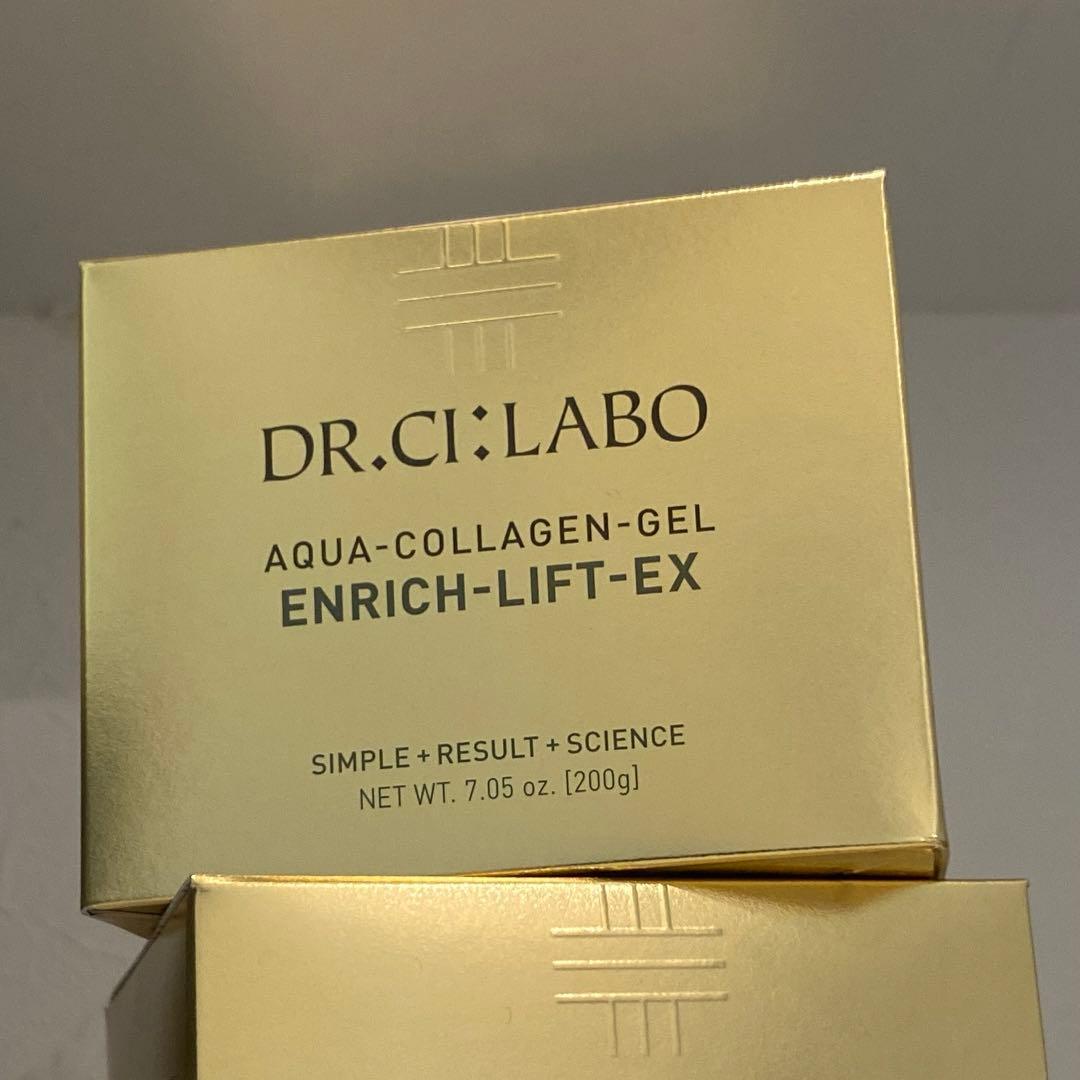 DR.CI:LABO
AQUA-COLLAGEN-GEL
ENRICH-LIFT-EX
SIMPLE+RESULT+SCIENCE
NET WT. 7.05 oz. [200g]